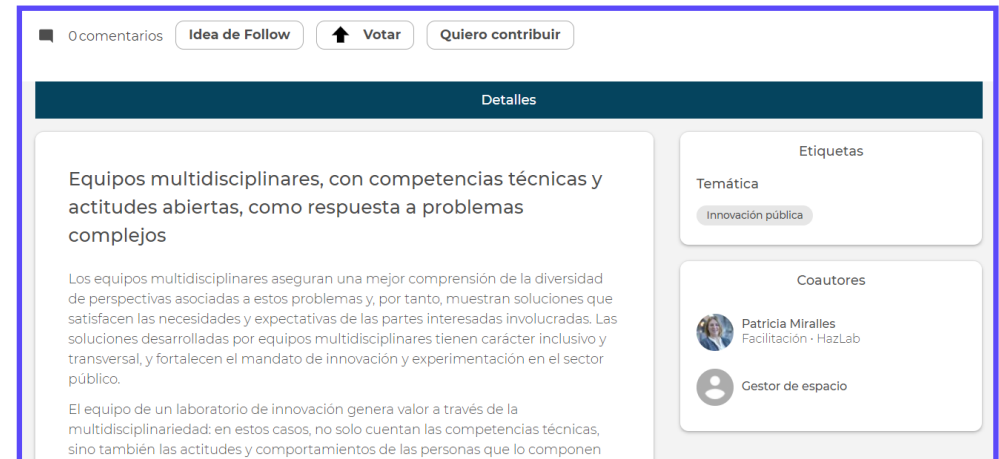 0 comentarios Idea de Follow Votar Quiero contribuir
Detalles
Equipos multidisciplinares, con competencias técnicas y
actitudes abiertas, como respuesta a problemas
complejos
Los equipos multidisciplinares aseguran una mejor comprensión de la diversidad
de perspectivas asociadas a estos problemas y, por tanto, muestran soluciones que
satisfacen las necesidades y expectativas de las partes interesadas involucradas. Las
soluciones desarrolladas por equipos multidisciplinares tienen carácter inclusivo y
transversal, y fortalecen el mandato de innovación y experimentación en el sector
público.
El equipo de un laboratorio de innovación genera valor a través de la
multidisciplinariedad: en estos casos, no solo cuentan las competencias técnicas,
sino también las actitudes y comportamientos de las personas que lo componen
Etiquetas
Temática
Innovación pública
Coautores
Patricia Miralles
Facilitación · HazLab
Gestor de espacio